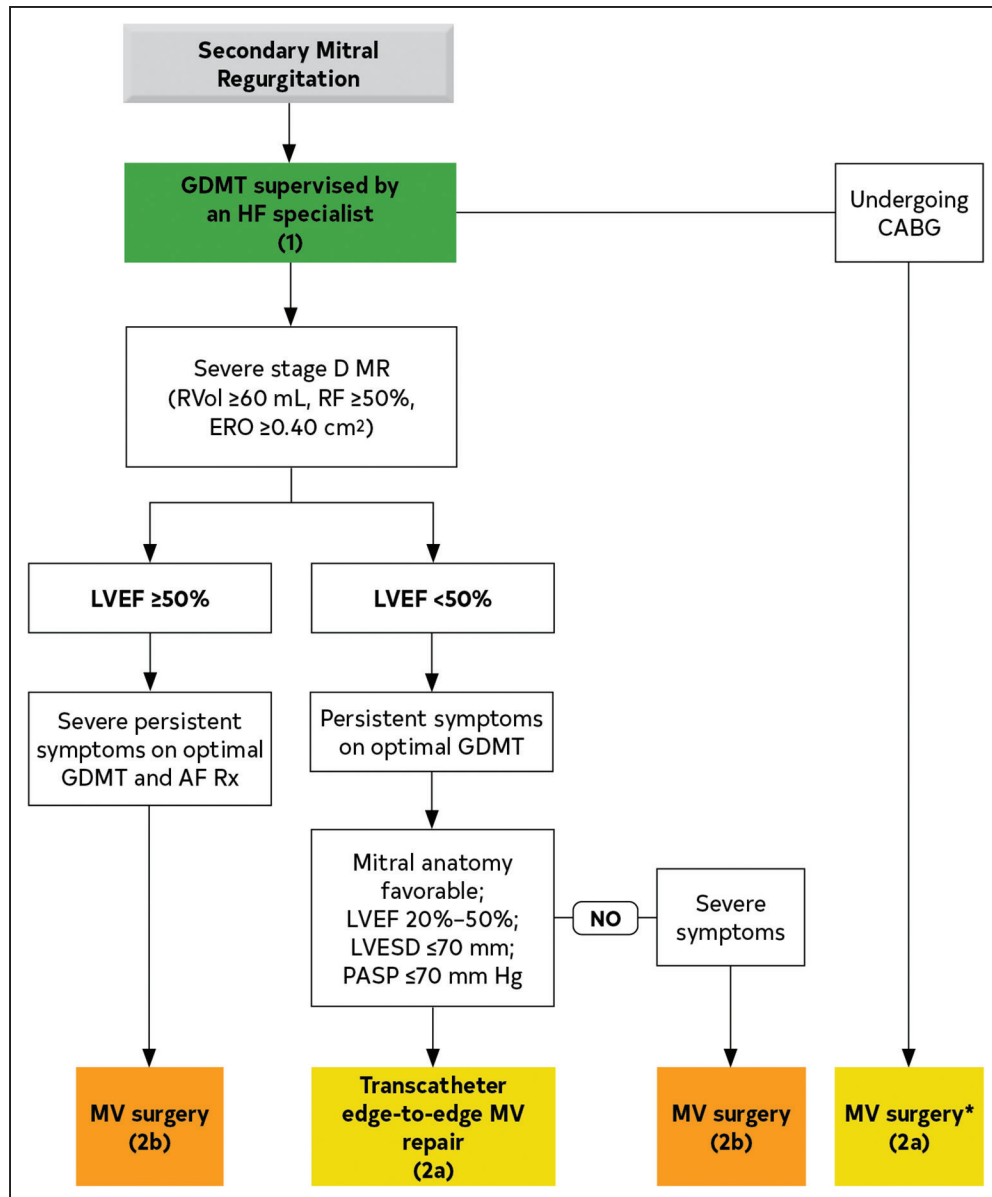 Secondary Mitral
Regurgitation
GDMT supervised by
an HF specialist
(1)
Undergoing
CABG
Severe stage D MR
(RVol ≥60 mL, RF ≥50%,
ERO ≥0.40 cm²)
LVEF ≥50%
LVEF <50%
Severe persistent
symptoms on optimal
GDMT and AF Rx
Persistent symptoms
on optimal GDMT
Mitral anatomy
favorable;
LVEF 20%–50%;
LVESD ≤70 mm;
PASP ≤70 mm Hg
NO
Severe
symptoms
MV surgery
(2b)
Transcatheter
edge-to-edge MV
repair
(2a)
MV surgery
(2b)
MV surgery*
(2a)